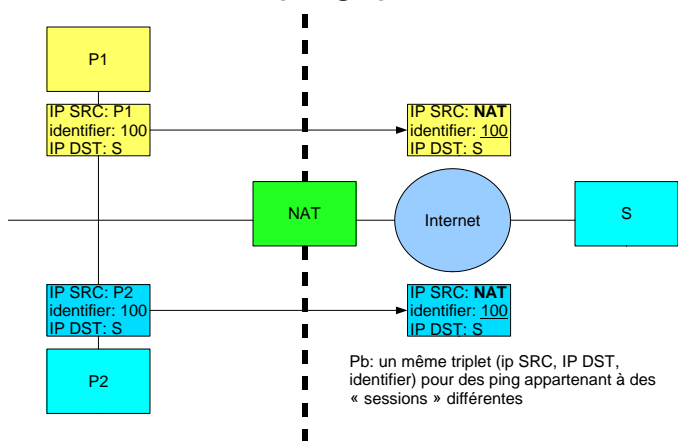 P1
IP SRC: P1
identifier: 100
IP DST: S
IP SRC: NAT
identifier: 100
IP DST: S
NAT
Internet
S
IP SRC: P2
identifier: 100
IP DST: S
IP SRC: NAT
identifier: 100
IP DST: S
P2
Pb: un même triplet (ip SRC, IP DST,
identifier) pour des ping appartenant à des
« sessions » différentes